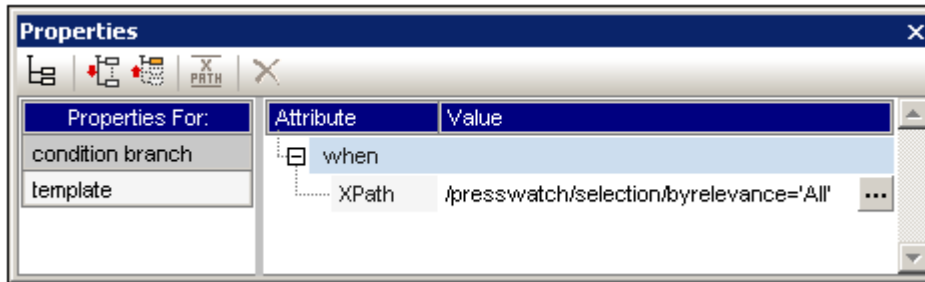 Properties
X
PATH
Properties For:
condition branch
template
Attribute Value
when
XPath /presswatch/selection/byrelevance='All' ...